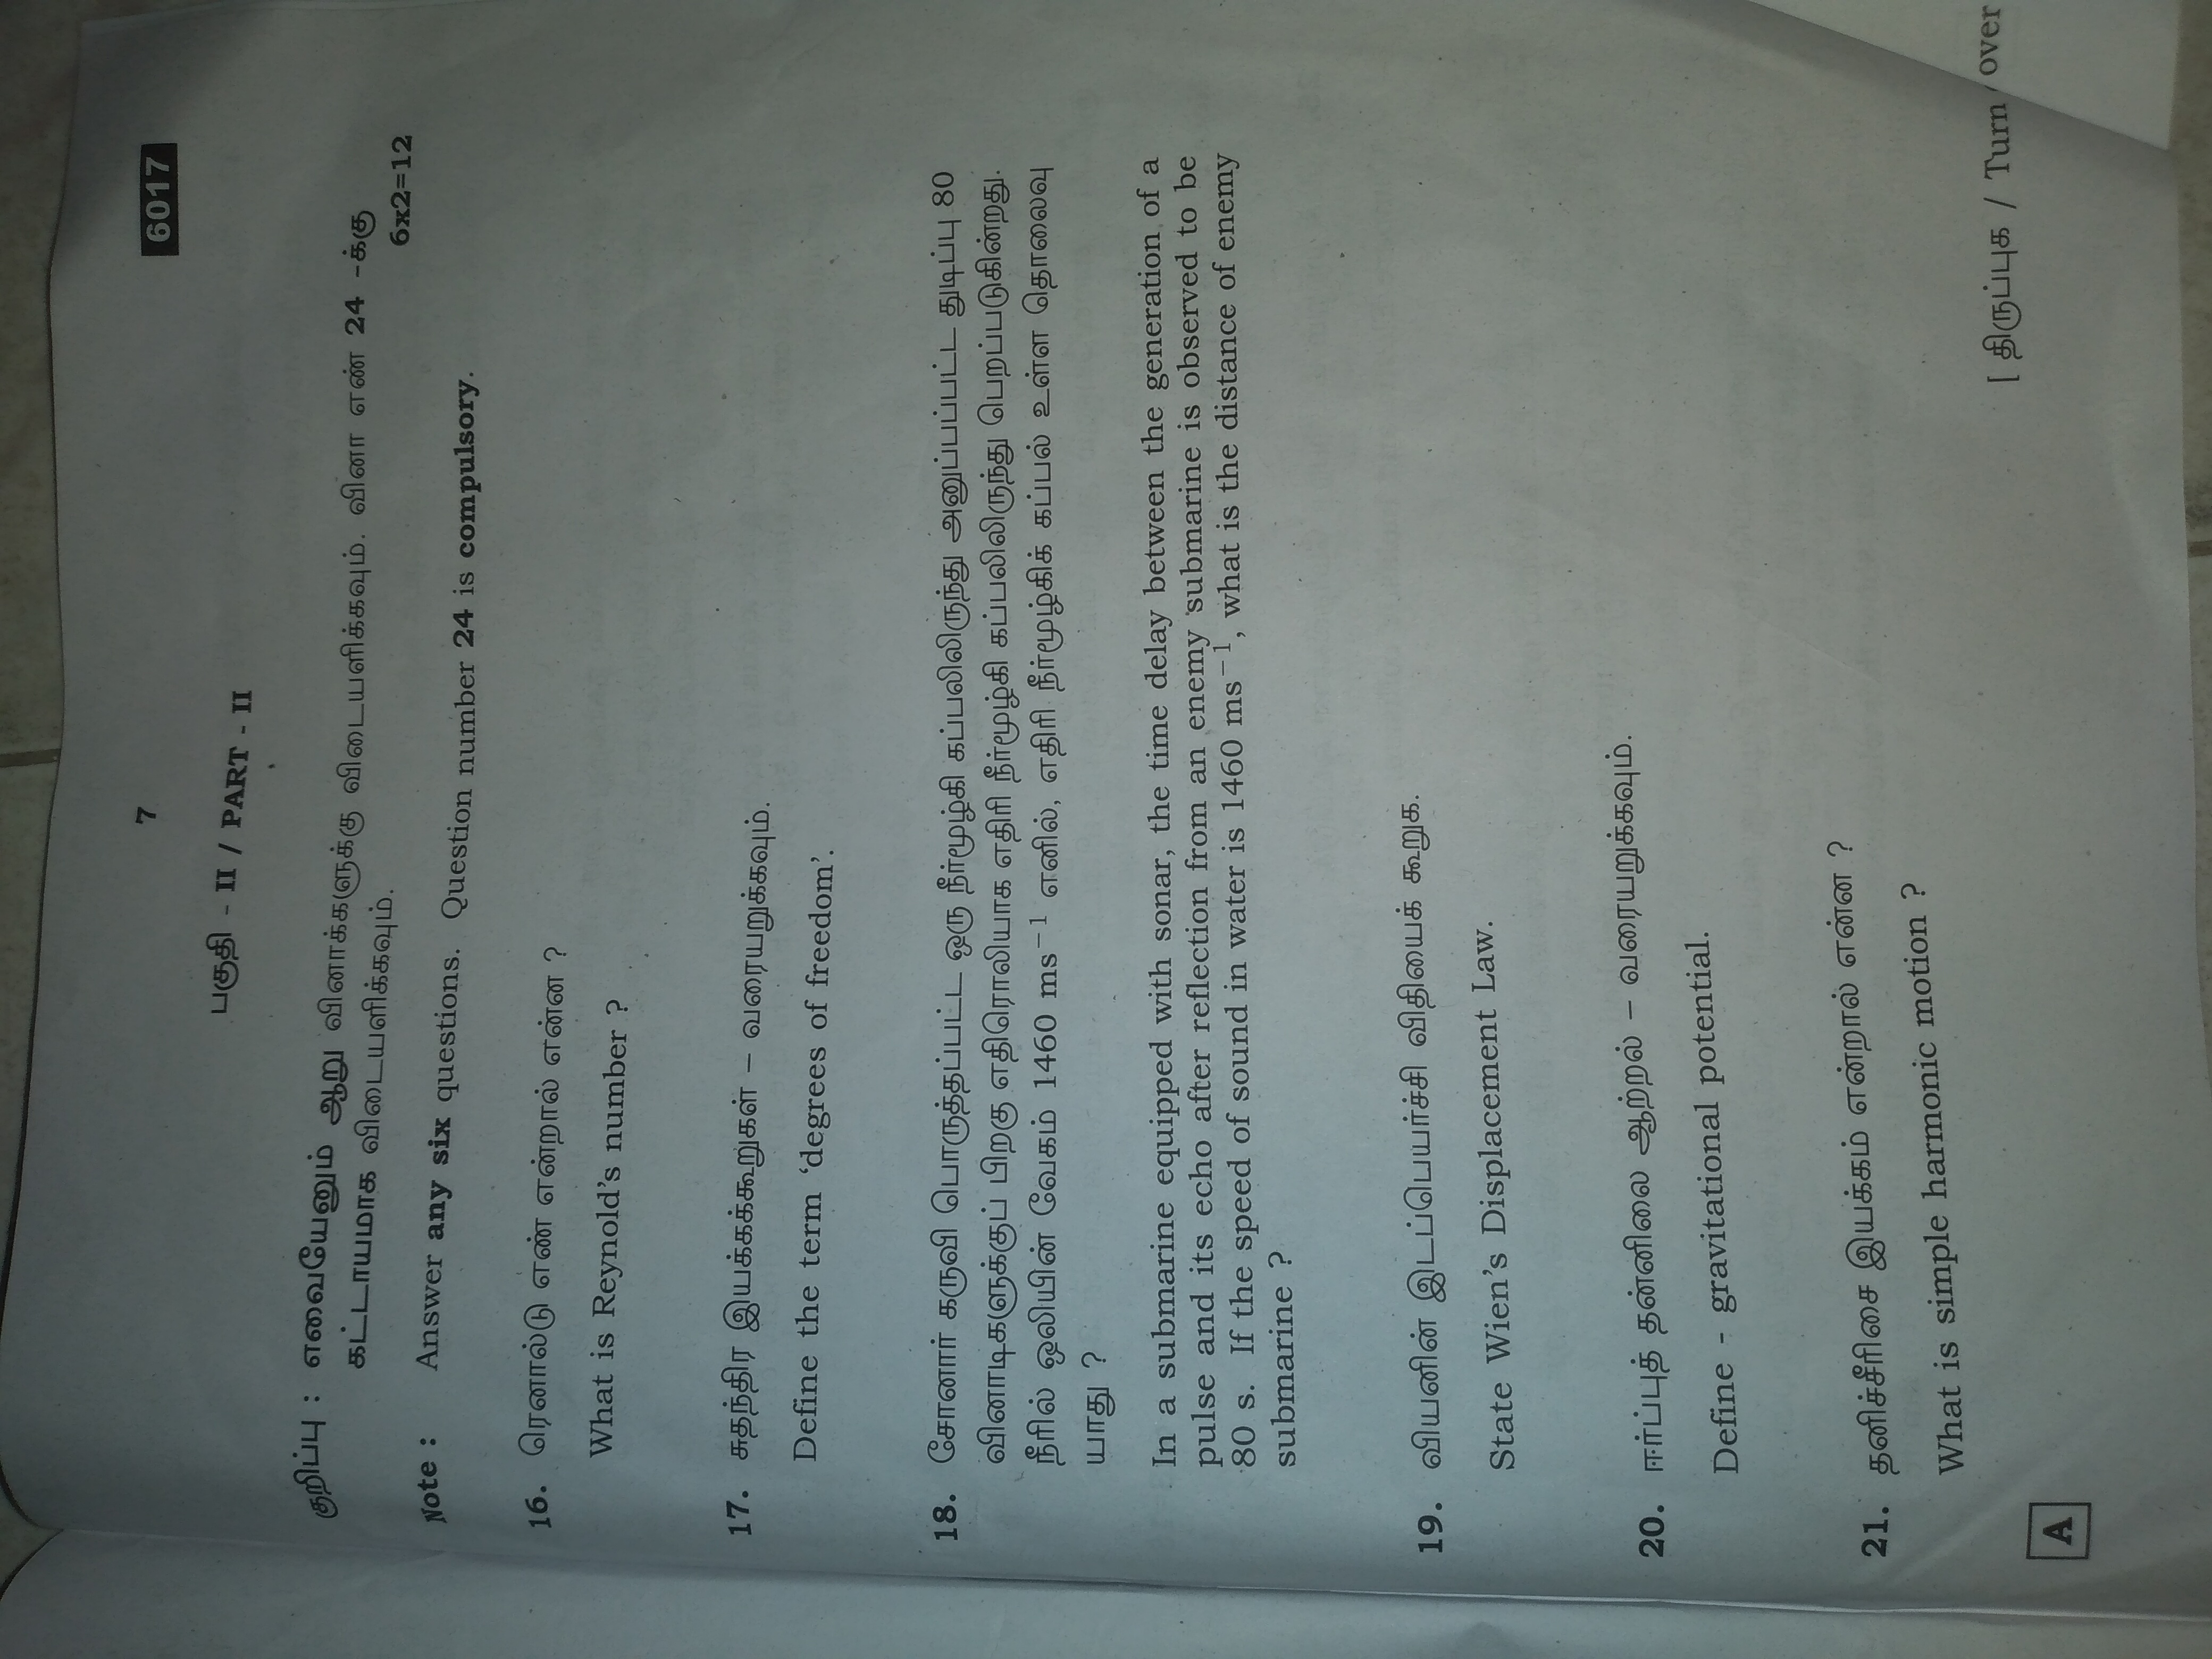 7
6017
பகுதி - II / PART - II
குறிப்பு : எவையேனும் ஆறு வினாக்களுக்கு விடையளிக்கவும். வினா எண் 24 -க்கு
கட்டாயமாக விடையளிக்கவும்.
6x2=12
Note : Answer any six questions. Question number 24 is compulsory.
16. ரெனால்டு எண் என்றால் என்ன ?
What is Reynold's number ?
17. சுதந்திர இயக்கக்கூறுகள் – வரையறுக்கவும்.
Define the term 'degrees of freedom'.
18. சோனார் கருவி பொருத்தப்பட்ட ஒரு நீர்மூழ்கி கப்பலிலிருந்து அனுப்பப்பட்ட துடிப்பு 80
வினாடிகளுக்குப் பிறகு எதிரொலியாக எதிரி நீர்மூழ்கி கப்பலிலிருந்து பெறப்படுகின்றது.
நீரில் ஒலியின் வேகம் 1460 ms⁻¹ எனில், எதிரி நீர்மூழ்கிக் கப்பல் உள்ள தொலைவு
யாது ?
In a submarine equipped with sonar, the time delay between the generation of a
pulse and its echo after reflection from an enemy submarine is observed to be
80 s. If the speed of sound in water is 1460 ms⁻¹, what is the distance of enemy
submarine ?
19. வியனின் இடப்பெயர்ச்சி விதியைக் கூறுக.
State Wien's Displacement Law.
20. ஈர்ப்புத் தன்னிலை ஆற்றல் – வரையறுக்கவும்.
Define - gravitational potential.
21. தனிச்சீரிசை இயக்கம் என்றால் என்ன ?
What is simple harmonic motion ?
[ திருப்புக / Turn over
A